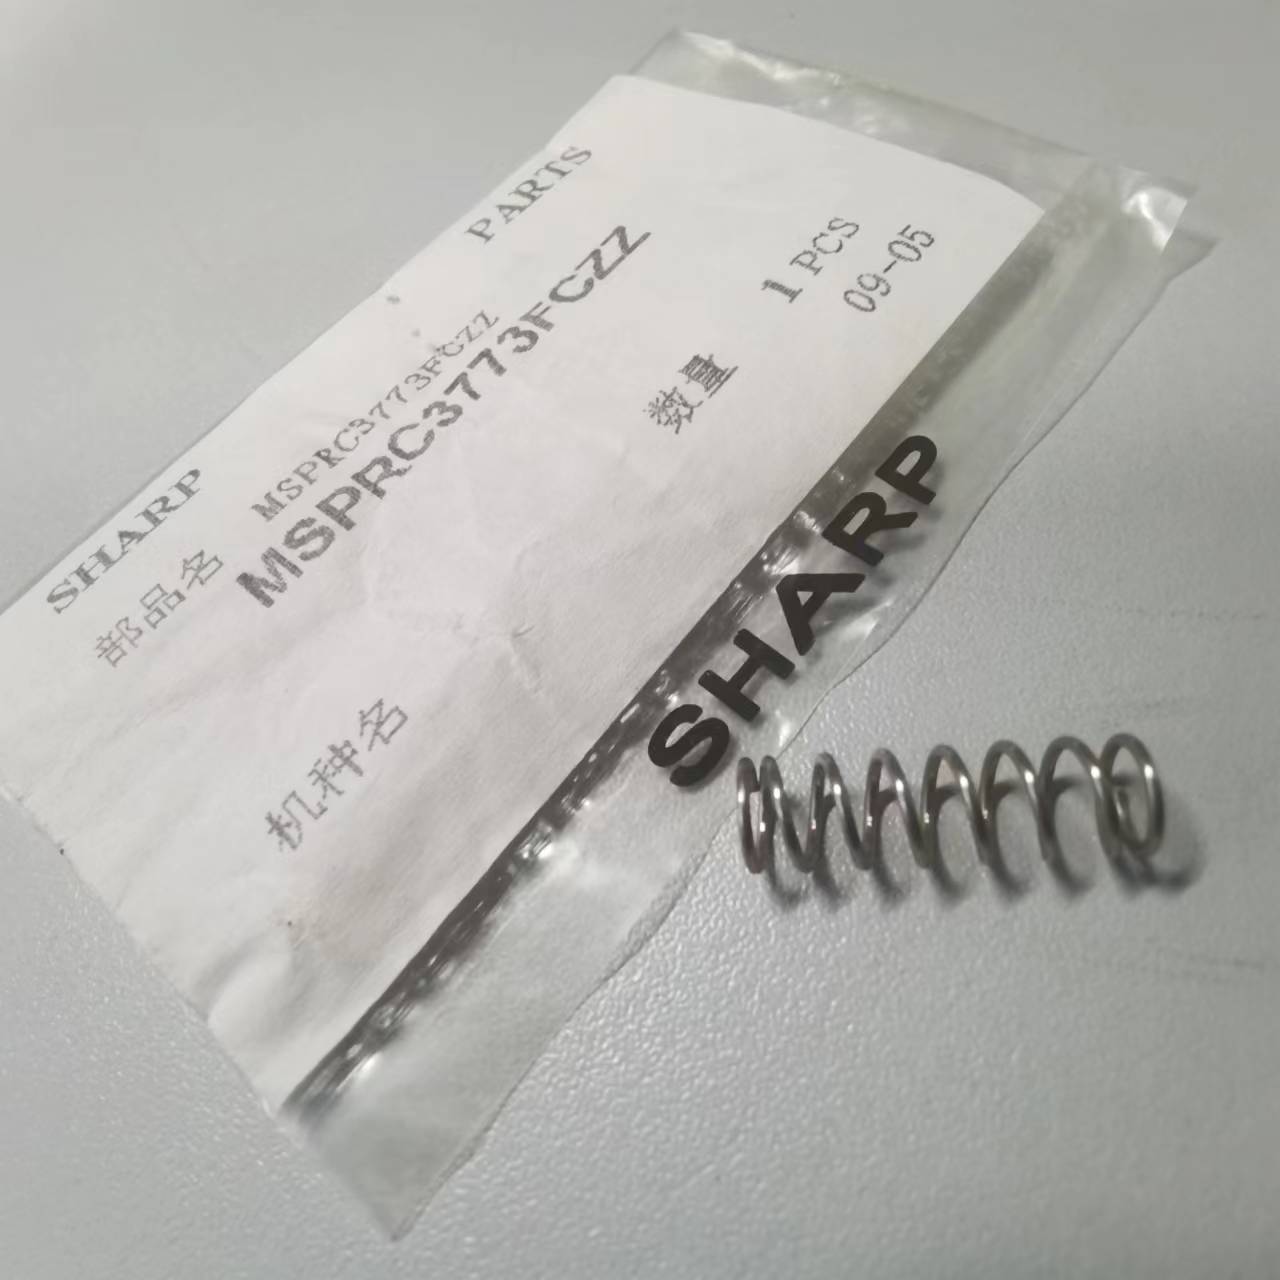 SHARP PARTS
部品名 MSPRC3773FCZZ
MSPRC3773FCZZ
机种名 数量 1 PCS
09-05
SHARP